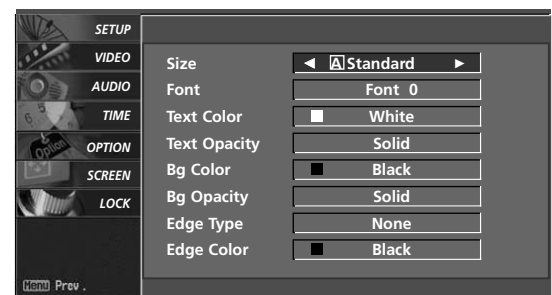 SETUP
VIDEO
AUDIO
TIME
OPTION
SCREEN
LOCK
Menu Prev .
Size ◄ A Standard ►
Font Font 0
Text Color White
Text Opacity Solid
Bg Color Black
Bg Opacity Solid
Edge Type None
Edge Color Black
Option